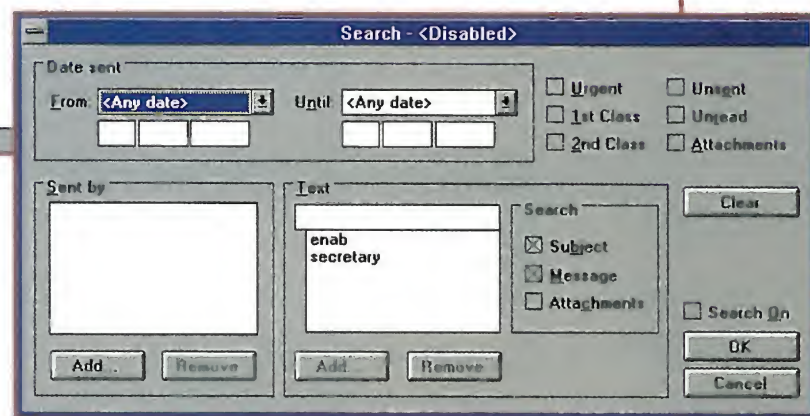 Search - <Disabled>
Date sent
From: <Any date> Until: <Any date>
Urgent Unsent
1st Class Unread
2nd Class Attachments
Sent by
Text
enab
secretary
Search
Subject
Message
Attachments
Clear
Search On
Add... Remove
Add... Remove
OK
Cancel